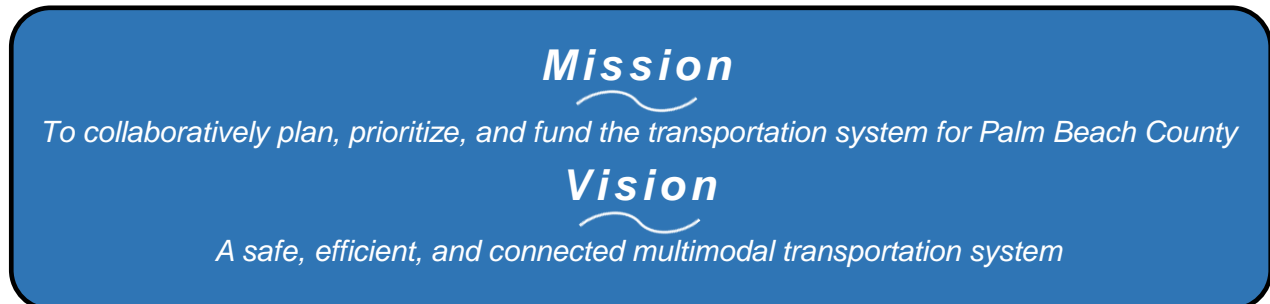 Mission
To collaboratively plan, prioritize, and fund the transportation system for Palm Beach County
Vision
A safe, efficient, and connected multimodal transportation system